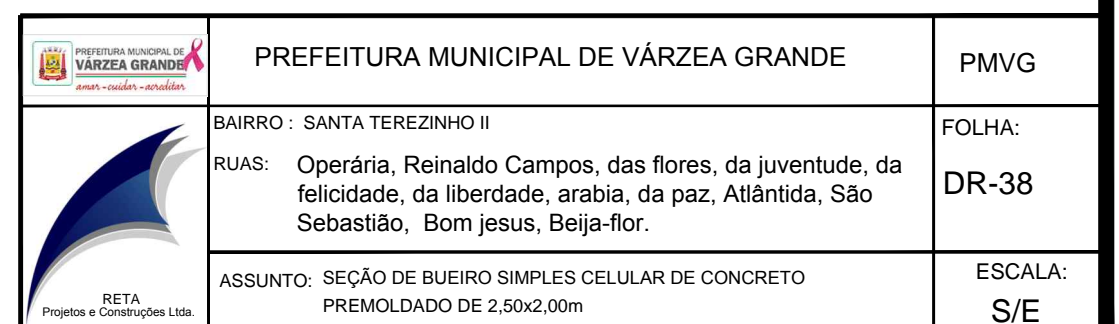 PREFEITURA MUNICIPAL DE
VÁRZEA GRANDE
amar - cuidar - acreditar
PREFEITURA MUNICIPAL DE VÁRZEA GRANDE
PMVG
BAIRRO : SANTA TEREZINHO II
FOLHA:
RUAS: Operária, Reinaldo Campos, das flores, da juventude, da
felicidade, da liberdade, arabia, da paz, Atlântida, São
Sebastião, Bom jesus, Beija-flor.
DR-38
RETA
Projetos e Construções Ltda.
ASSUNTO: SEÇÃO DE BUEIRO SIMPLES CELULAR DE CONCRETO
PREMOLDADO DE 2,50x2,00m
ESCALA:
S/E